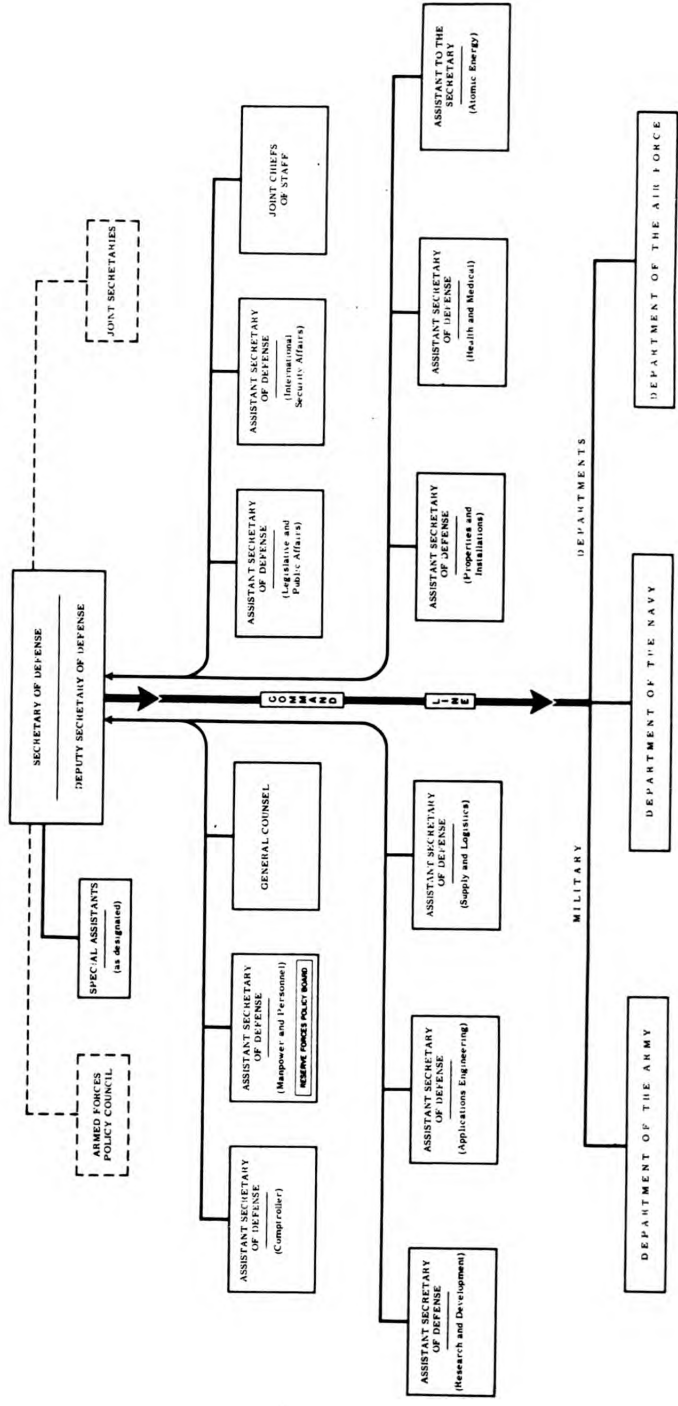 SECRETARY OF DEFENSE
DEPUTY SECRETARY OF DEFENSE
ARMED FORCES
POLICY COUNCIL
SPECIAL ASSISTANTS
(as designated)
JOINT SECRETARIES
ASSISTANT SECRETARY
OF DEFENSE
(Comptroller)
ASSISTANT SECRETARY
OF DEFENSE
(Manpower and Personnel)
RESERVE FORCES POLICY BOARD
GENERAL COUNSEL
ASSISTANT SECRETARY
OF DEFENSE
(Legislative and
Public Affairs)
ASSISTANT SECRETARY
OF DEFENSE
(International
Security Affairs)
JOINT CHIEFS
OF STAFF
COMMAND
LINE
ASSISTANT SECRETARY
OF DEFENSE
(Research and Development)
ASSISTANT SECRETARY
OF DEFENSE
(Applications Engineering)
ASSISTANT SECRETARY
OF DEFENSE
(Supply and Logistics)
ASSISTANT SECRETARY
OF DEFENSE
(Properties and
Installations)
ASSISTANT SECRETARY
OF DEFENSE
(Health and Medical)
ASSISTANT TO THE
SECRETARY
(Atomic Energy)
MILITARY DEPARTMENTS
DEPARTMENT OF THE ARMY
DEPARTMENT OF THE NAVY
DEPARTMENT OF THE AIR FORCE